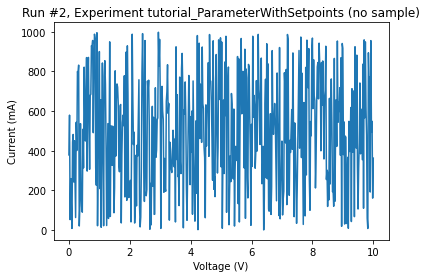 Run #2, Experiment tutorial_ParameterWithSetpoints (no sample)
1000
800
600
400
200
0
Current (mA)
0 2 4 6 8 10
Voltage (V)